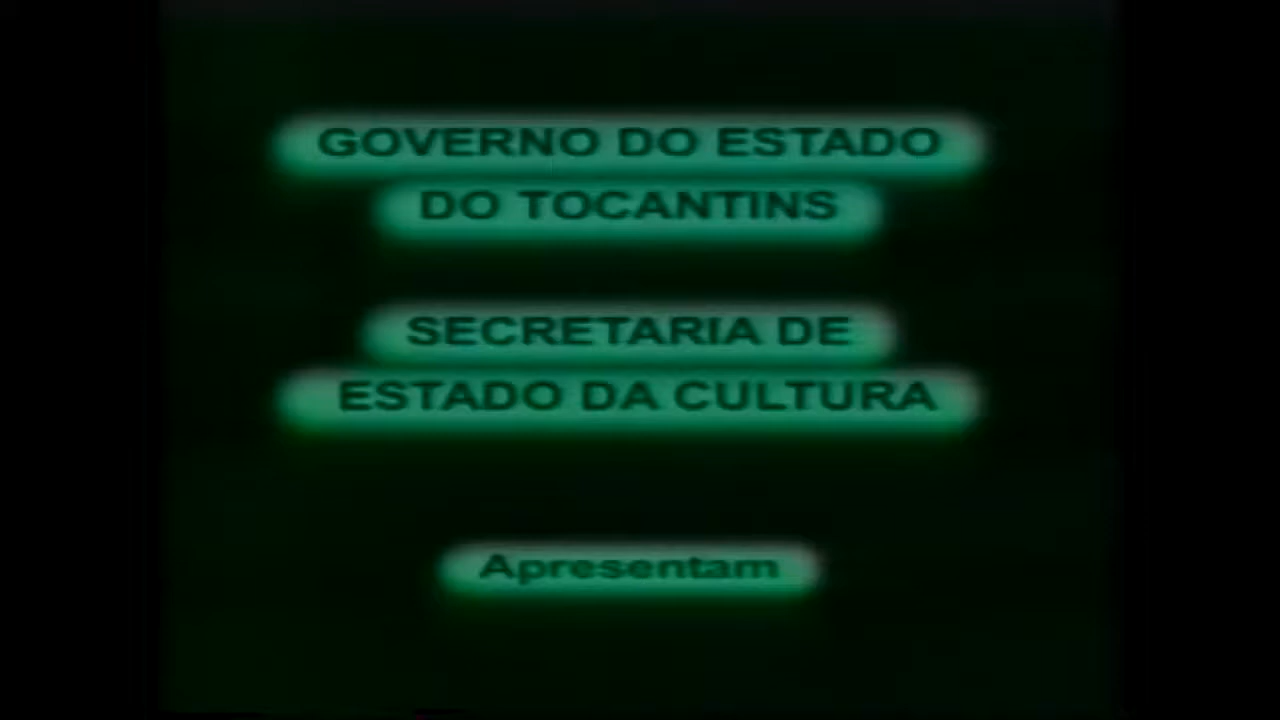 GOVERNO DO ESTADO
DO TOCANTINS
SECRETARIA DE
ESTADO DA CULTURA
Apresentam